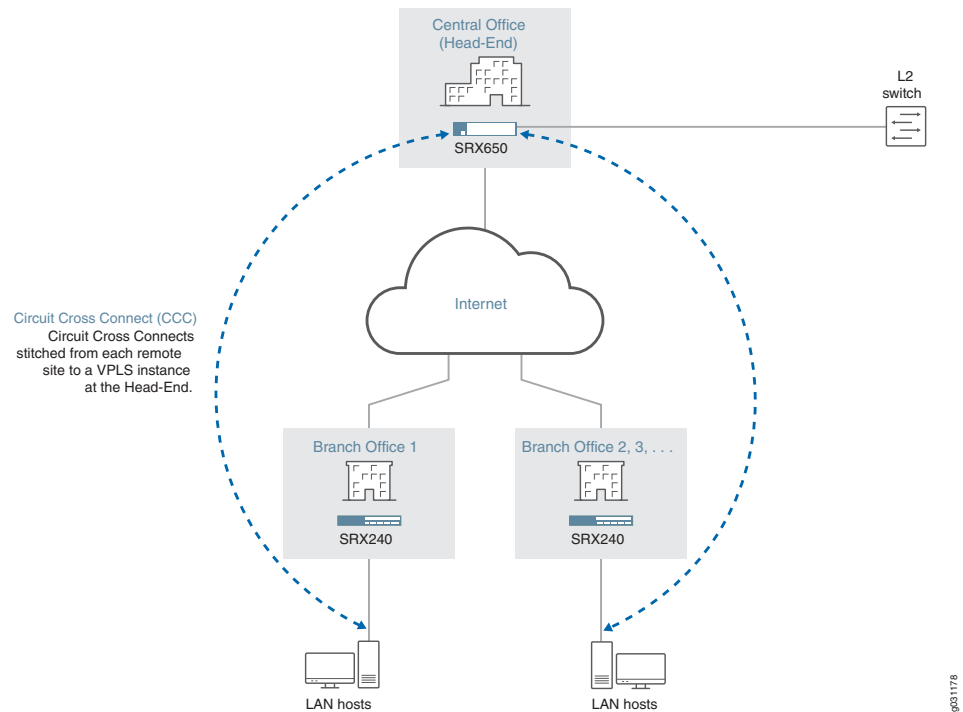 Central Office
(Head-End)
L2
switch
SRX650
Internet
Circuit Cross Connect (CCC)
Circuit Cross Connects
stitched from each remote
site to a VPLS instance
at the Head-End.
Branch Office 1
Branch Office 2, 3, . . .
SRX240
SRX240
LAN hosts
LAN hosts
g031178